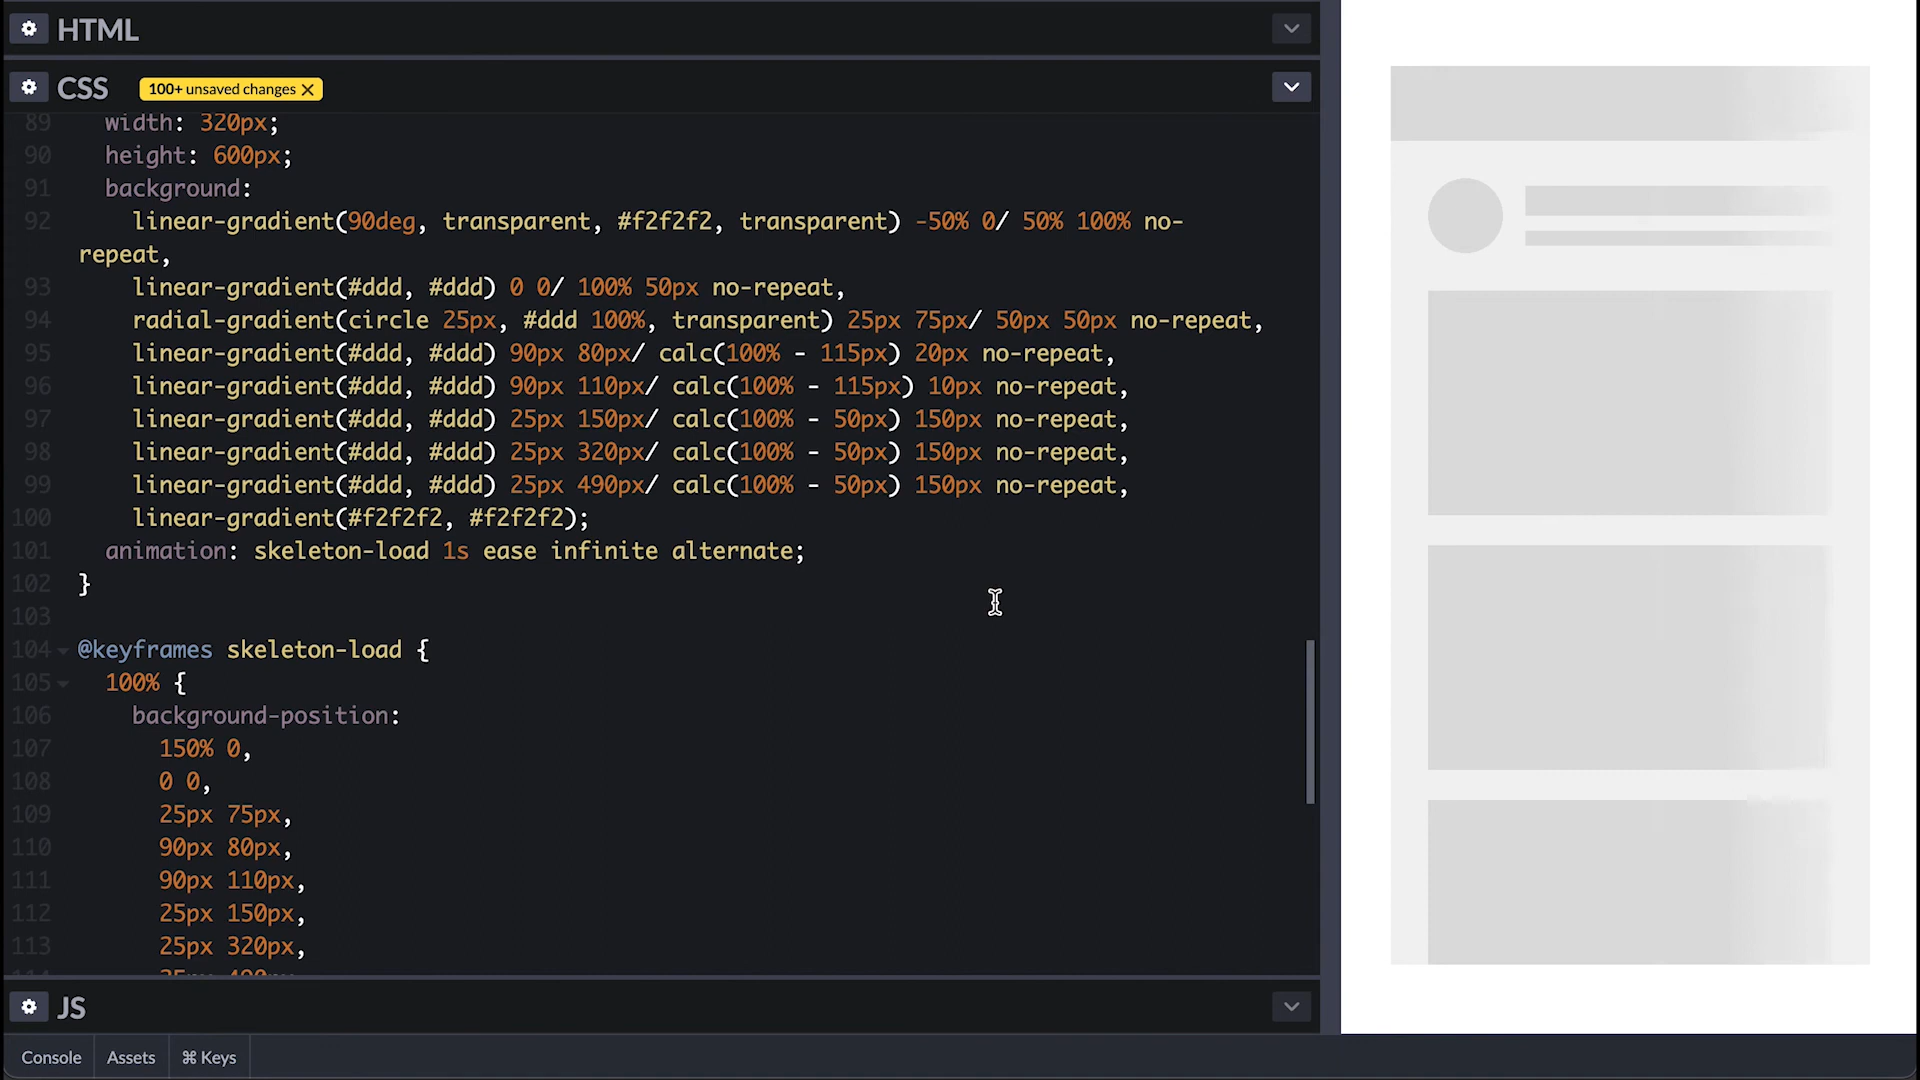 HTML
CSS 100+ unsaved changes
89 width: 320px;
90 height: 600px;
91 background:
92 linear-gradient(90deg, transparent, #f2f2f2, transparent) -50% 0/ 50% 100% no-
repeat,
93 linear-gradient(#ddd, #ddd) 0 0/ 100% 50px no-repeat,
94 radial-gradient(circle 25px, #ddd 100%, transparent) 25px 75px/ 50px 50px no-repeat,
95 linear-gradient(#ddd, #ddd) 90px 80px/ calc(100% - 115px) 20px no-repeat,
96 linear-gradient(#ddd, #ddd) 90px 110px/ calc(100% - 115px) 10px no-repeat,
97 linear-gradient(#ddd, #ddd) 25px 150px/ calc(100% - 50px) 150px no-repeat,
98 linear-gradient(#ddd, #ddd) 25px 320px/ calc(100% - 50px) 150px no-repeat,
99 linear-gradient(#ddd, #ddd) 25px 490px/ calc(100% - 50px) 150px no-repeat,
100 linear-gradient(#f2f2f2, #f2f2f2);
101 animation: skeleton-load 1s ease infinite alternate;
102 }
103
104 @keyframes skeleton-load {
105 100% {
106 background-position:
107 150% 0,
108 0 0,
109 25px 75px,
110 90px 80px,
111 90px 110px,
112 25px 150px,
113 25px 320px,
114 25px 490px
JS
Console Assets ⌘ Keys